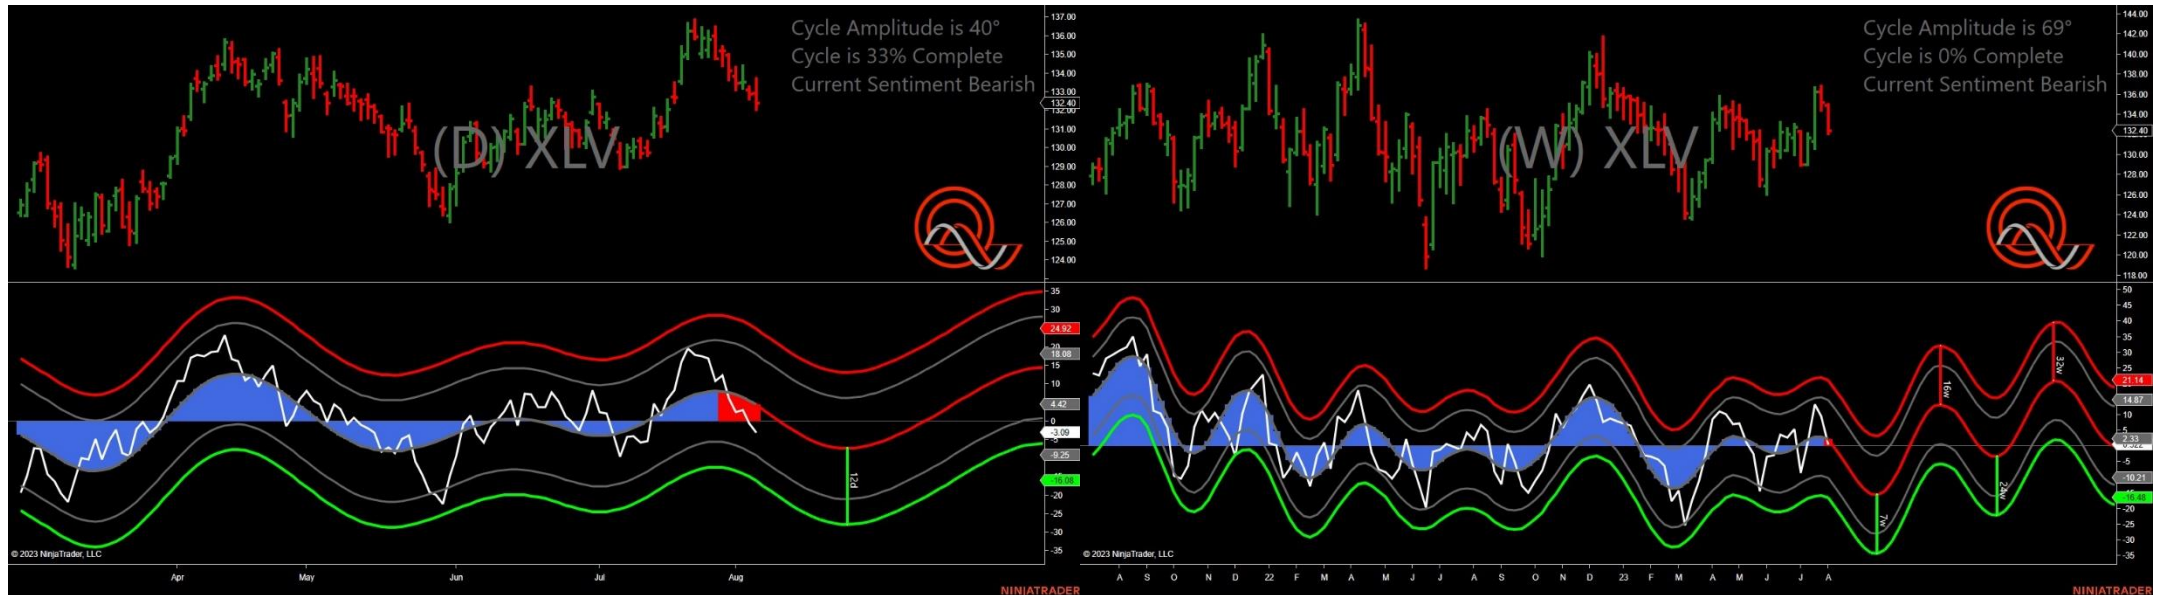 Cycle Amplitude is 40°
Cycle is 33% Complete
Current Sentiment Bearish
(D) XLV
137.00
136.00
135.00
134.00
133.00
132.40
132.00
131.00
130.00
129.00
128.00
127.00
126.00
125.00
124.00
35
30
24.92
18.08
15
10
4.42
0
-3.09
-9.25
-16.08
-20
-25
-30
-35
12d
© 2023 NinjaTrader, LLC
Apr
May
Jun
Jul
Aug
NINJATRADER
Cycle Amplitude is 69°
Cycle is 0% Complete
Current Sentiment Bearish
(W) XLV
144.00
142.00
140.00
138.00
136.00
134.00
132.40
130.00
128.00
126.00
124.00
122.00
120.00
118.00
50
45
40
35
30
25
21.14
14.87
10
5
2.33
-5
-10.21
-16.48
-20
-25
-30
-35
7w
16w
24w
32w
© 2023 NinjaTrader, LLC
A S O N D 22 F M A M J J A S O N D 23 F M A M J J A
NINJATRADER